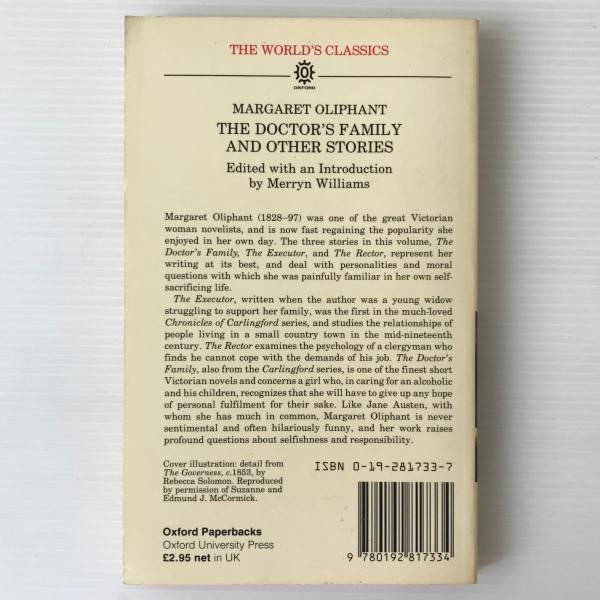 THE WORLD'S CLASSICS
OXFORD
MARGARET OLIPHANT
THE DOCTOR'S FAMILY
AND OTHER STORIES
Edited with an Introduction
by Merryn Williams
Margaret Oliphant (1828–97) was one of the great Victorian
woman novelists, and is now fast regaining the popularity she
enjoyed in her own day. The three stories in this volume, The
Doctor's Family, The Executor, and The Rector, represent her
writing at its best, and deal with personalities and moral
questions with which she was painfully familiar in her own self-
sacrificing life.
The Executor, written when the author was a young widow
struggling to support her family, was the first in the much-loved
Chronicles of Carlingford series, and studies the relationships of
people living in a small country town in the mid-nineteenth
century. The Rector examines the psychology of a clergyman who
finds he cannot cope with the demands of his job. The Doctor's
Family, also from the Carlingford series, is one of the finest short
Victorian novels and concerns a girl who, in caring for an alcoholic
and his children, recognizes that she will have to give up any hope
of personal fulfilment for their sake. Like Jane Austen, with
whom she has much in common, Margaret Oliphant is never
sentimental and often hilariously funny, and her work raises
profound questions about selfishness and responsibility.
Cover illustration: detail from
The Governess, c.1853, by
Rebecca Solomon. Reproduced
by permission of Suzanne and
Edmund J. McCormick.
ISBN 0-19-281733-7
Oxford Paperbacks
Oxford University Press
£2.95 net in UK
9 780192 817334